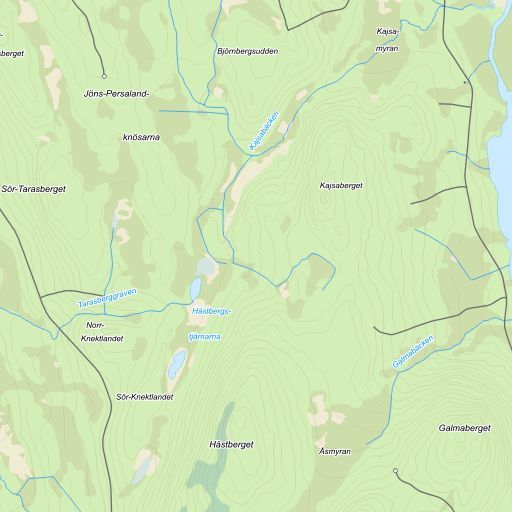 Kajsa-
myran
Björnbergsudden
Jöns-Persaland-
knösarna
Kajsabäcken
Kajsaberget
Sör-Tarasberget
Tarasberggraven
Hästbergs-
tjärnarna
Norr-
Knektlandet
Galmabäcken
Sör-Knektlandet
Galmaberget
Hästberget
Åsmyran